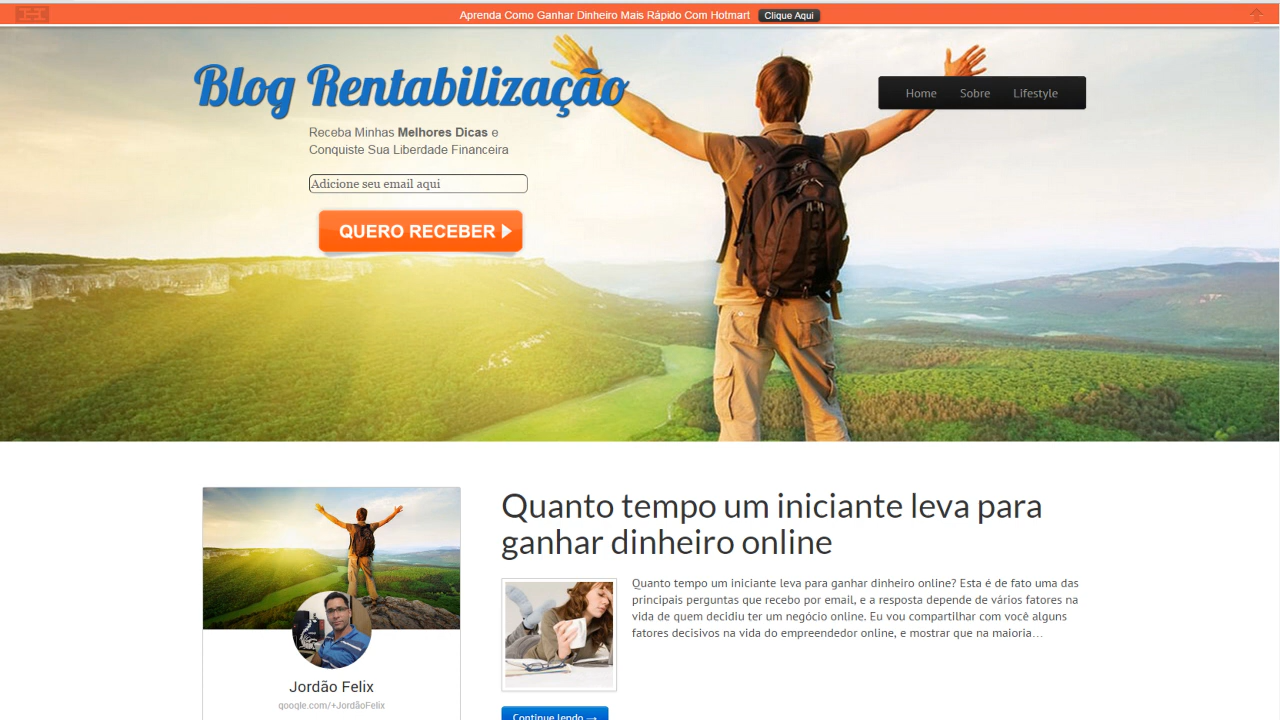 Aprenda Como Ganhar Dinheiro Mais Rápido Com Hotmart Clique Aqui
Blog Rentabilização
Home Sobre Lifestyle
Receba Minhas Melhores Dicas e
Conquiste Sua Liberdade Financeira
Adicione seu email aqui
QUERO RECEBER
Jordão Felix
google.com/+JordãoFelix
Quanto tempo um iniciante leva para
ganhar dinheiro online
Quanto tempo um iniciante leva para ganhar dinheiro online? Esta é de fato uma das
principais perguntas que recebo por email, e a resposta depende de vários fatores na
vida de quem decidiu ter um negócio online. Eu vou compartilhar com você alguns
fatores decisivos na vida do empreendedor online, e mostrar que na maioria…
Continue lendo →